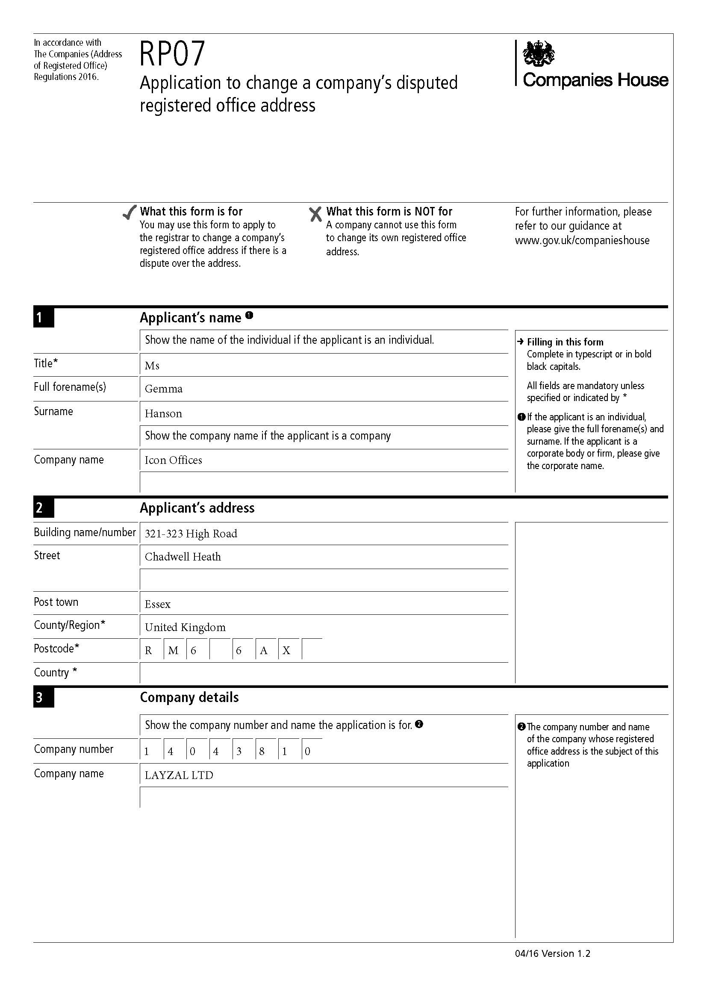 In accordance with
The Companies (Address
of Registered Office)
Regulations 2016.
RP07
Application to change a company's disputed
registered office address
Companies House
What this form is for
You may use this form to apply to
the registrar to change a company's
registered office address if there is a
dispute over the address.
What this form is NOT for
A company cannot use this form
to change its own registered office
address.
For further information, please
refer to our guidance at
www.gov.uk/companieshouse
1 Applicant's name ❶
Show the name of the individual if the applicant is an individual.
Title* Ms
Full forename(s) Gemma
Surname Hanson
Show the company name if the applicant is a company
Company name Icon Offices
→ Filling in this form
Complete in typescript or in bold
black capitals.
All fields are mandatory unless
specified or indicated by *
❶ If the applicant is an individual,
please give the full forename(s) and
surname. If the applicant is a
corporate body or firm, please give
the corporate name.
2 Applicant's address
Building name/number 321-323 High Road
Street Chadwell Heath
Post town Essex
County/Region* United Kingdom
Postcode* R M 6 6 A X
Country *
3 Company details
Show the company number and name the application is for. ❷
Company number 1 4 0 4 3 8 1 0
Company name LAYZAL LTD
❷ The company number and name
of the company whose registered
office address is the subject of this
application
04/16 Version 1.2